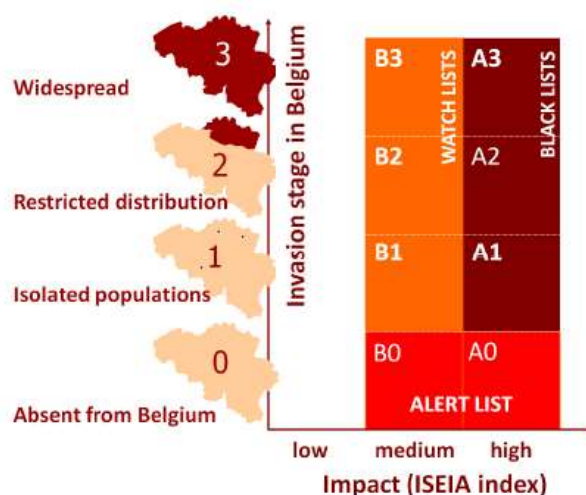 3
Widespread
2
Restricted distribution
1
Isolated populations
0
Absent from Belgium
Invasion stage in Belgium
B3
A3
WATCH LISTS
BLACK LISTS
B2
A2
B1
A1
B0
A0
ALERT LIST
low
medium
high
Impact (ISEIA index)